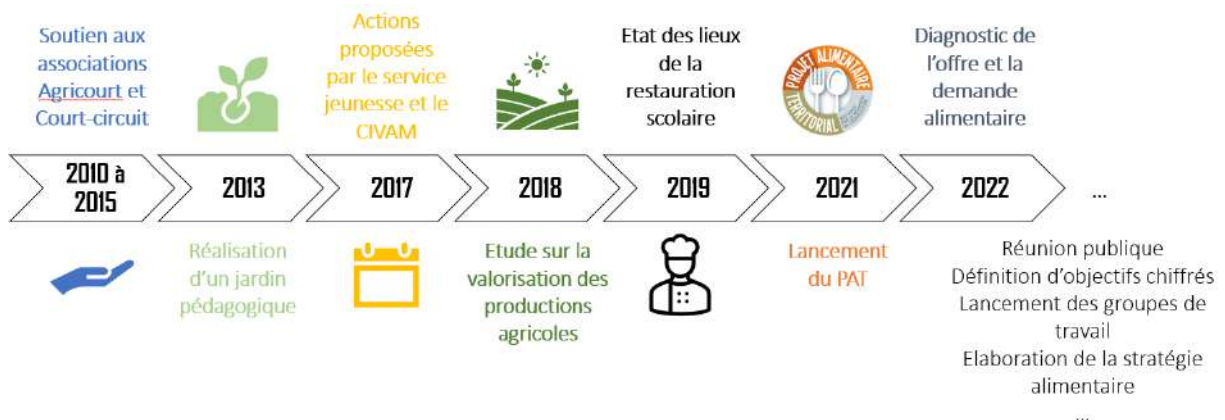 Soutien aux
associations
Agricourt et
Court-circuit
Actions
proposées
par le service
jeunesse et le
CIVAM
Etat des lieux
de la
restauration
scolaire
PROJET ALIMENTAIRE
TERRITORIAL
Diagnostic de
l'offre et la
demande
alimentaire
2010 à
2015
2013
2017
2018
2019
2021
2022
...
Réalisation
d'un jardin
pédagogique
Etude sur la
valorisation des
productions
agricoles
Lancement
du PAT
Réunion publique
Définition d'objectifs chiffrés
Lancement des groupes de
travail
Elaboration de la stratégie
alimentaire
...